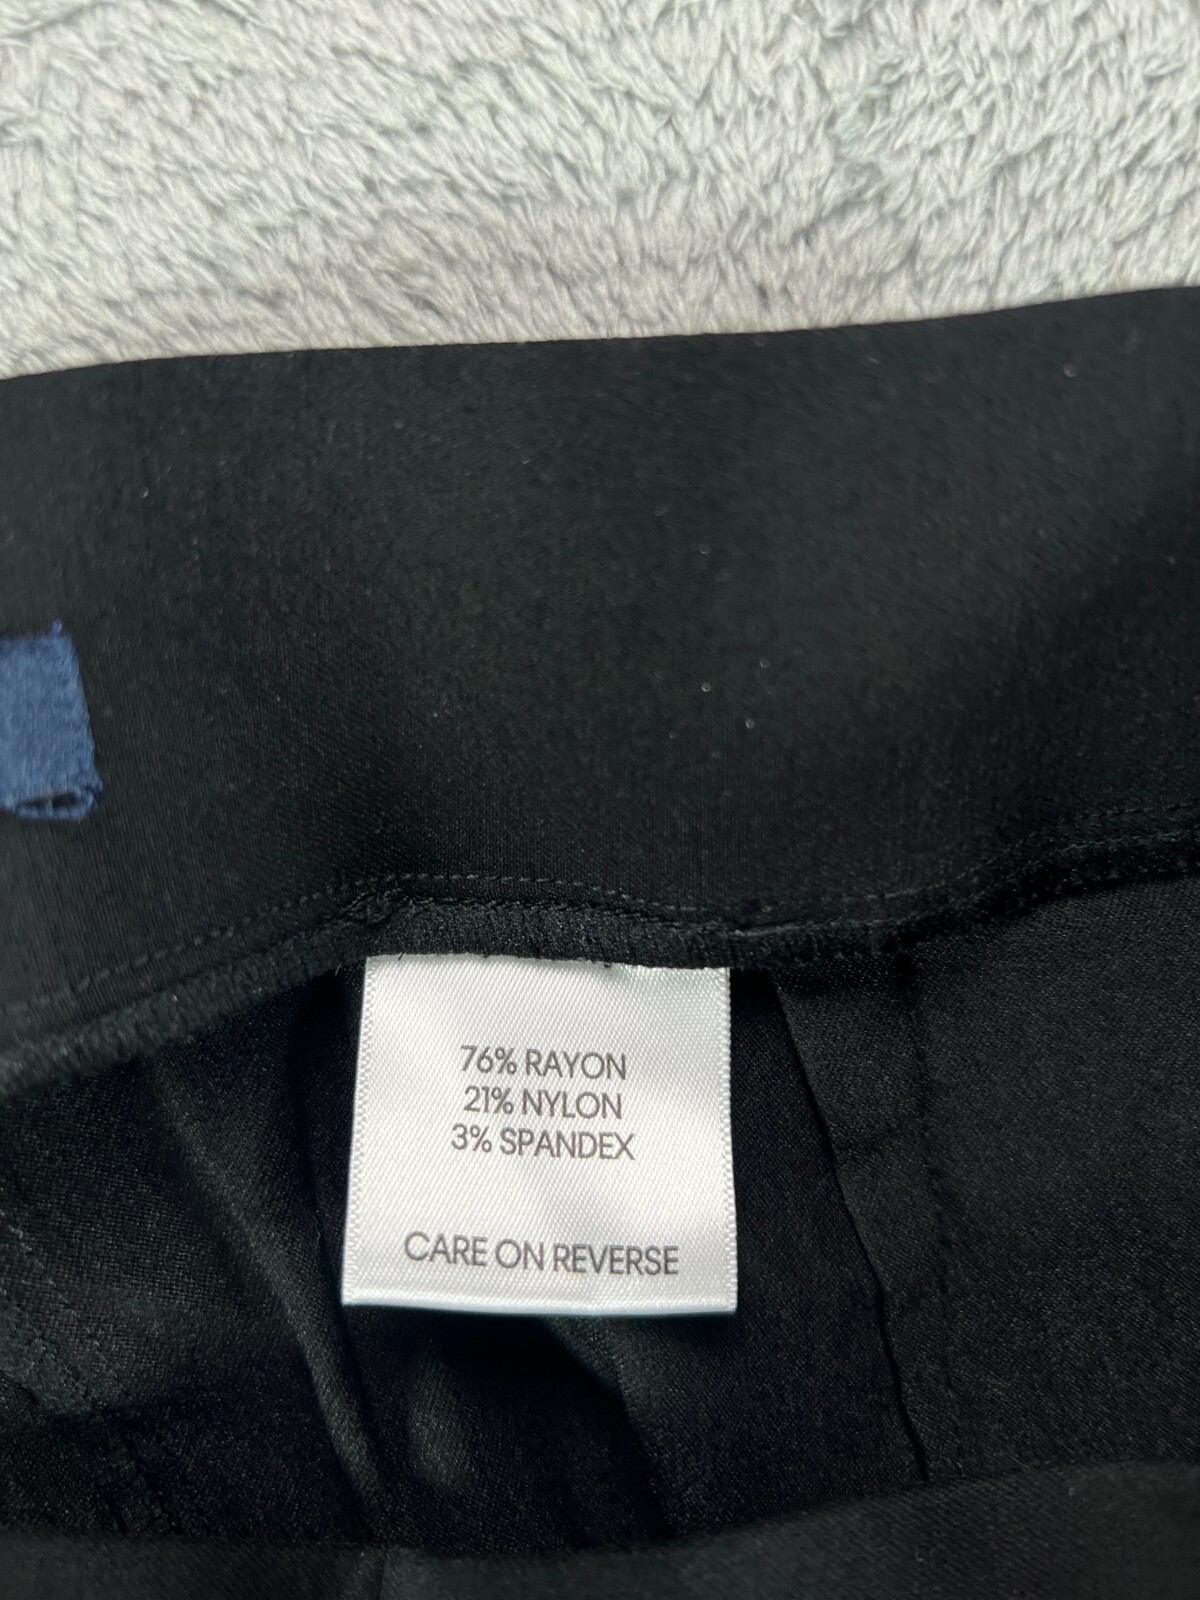 76% RAYON
21% NYLON
3% SPANDEX
CARE ON REVERSE